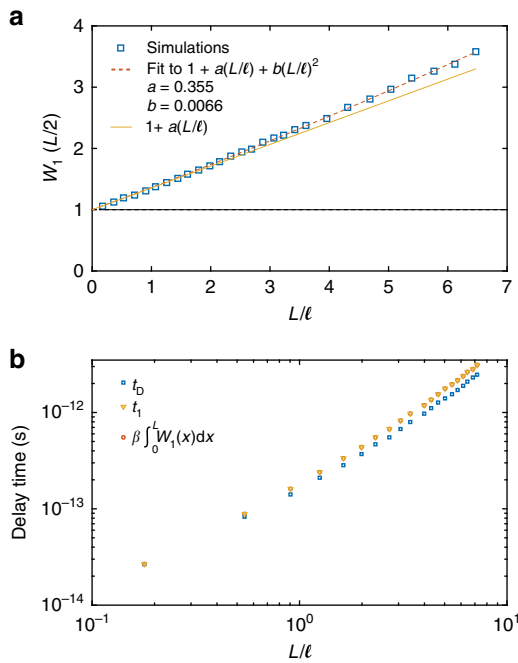 a
4
3
2
1
0
W₁ (L/2)
Simulations
Fit to 1 + a(L/ℓ) + b(L/ℓ)²
a = 0.355
b = 0.0066
1+ a(L/ℓ)
0 1 2 3 4 5 6 7
L/ℓ
b
10⁻¹²
10⁻¹³
10⁻¹⁴
Delay time (s)
t_D
t₁
β ∫₀ᴸ W₁(x)dx
10⁻¹ 10⁰ 10¹
L/ℓ